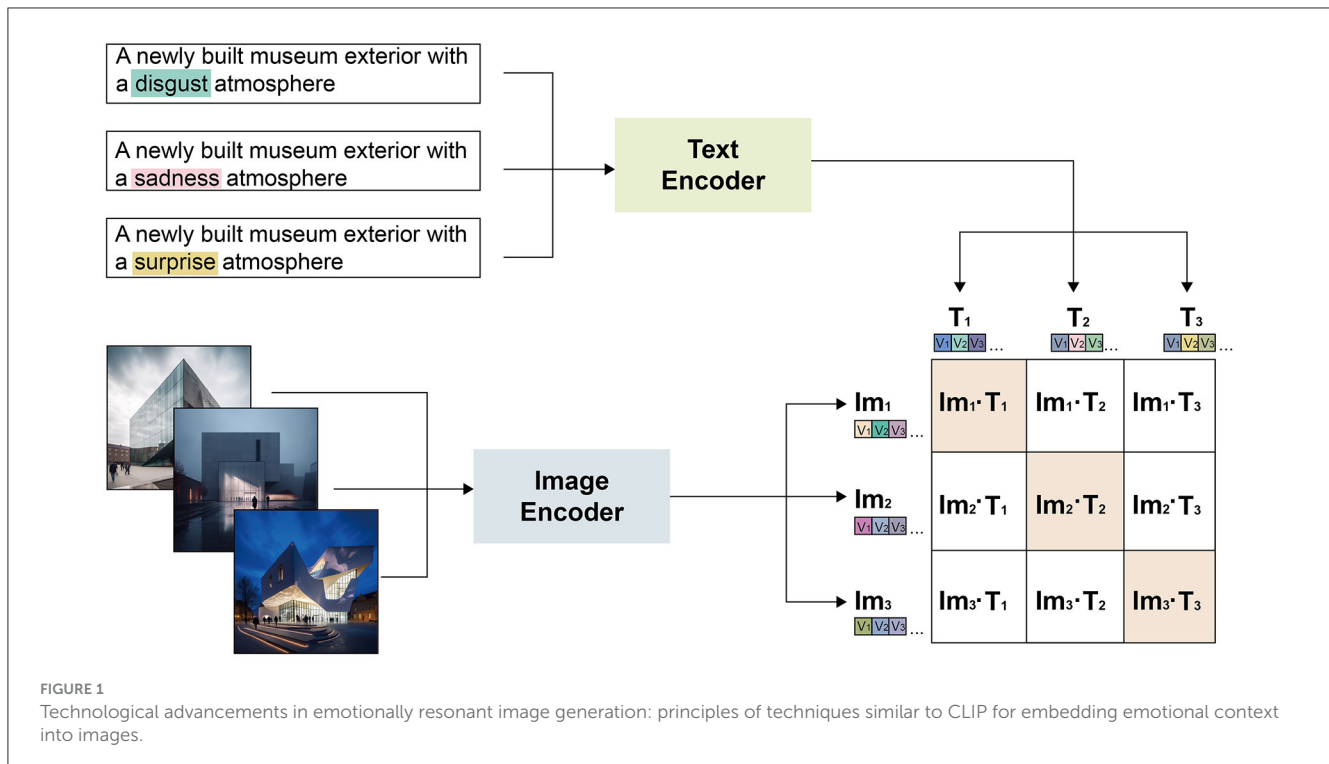 A newly built museum exterior with
a disgust atmosphere
A newly built museum exterior with
a sadness atmosphere
A newly built museum exterior with
a surprise atmosphere
Text
Encoder
T₁ T₂ T₃
V₁ V₂ V₃ ... V₁ V₂ V₃ ... V₁ V₂ V₃ ...
Image
Encoder
Im₁ Im₁·T₁ Im₁·T₂ Im₁·T₃
V₁ V₂ V₃ ...
Im₂ Im₂·T₁ Im₂·T₂ Im₂·T₃
V₁ V₂ V₃ ...
Im₃ Im₃·T₁ Im₃·T₂ Im₃·T₃
V₁ V₂ V₃ ...
FIGURE 1
Technological advancements in emotionally resonant image generation: principles of techniques similar to CLIP for embedding emotional context
into images.